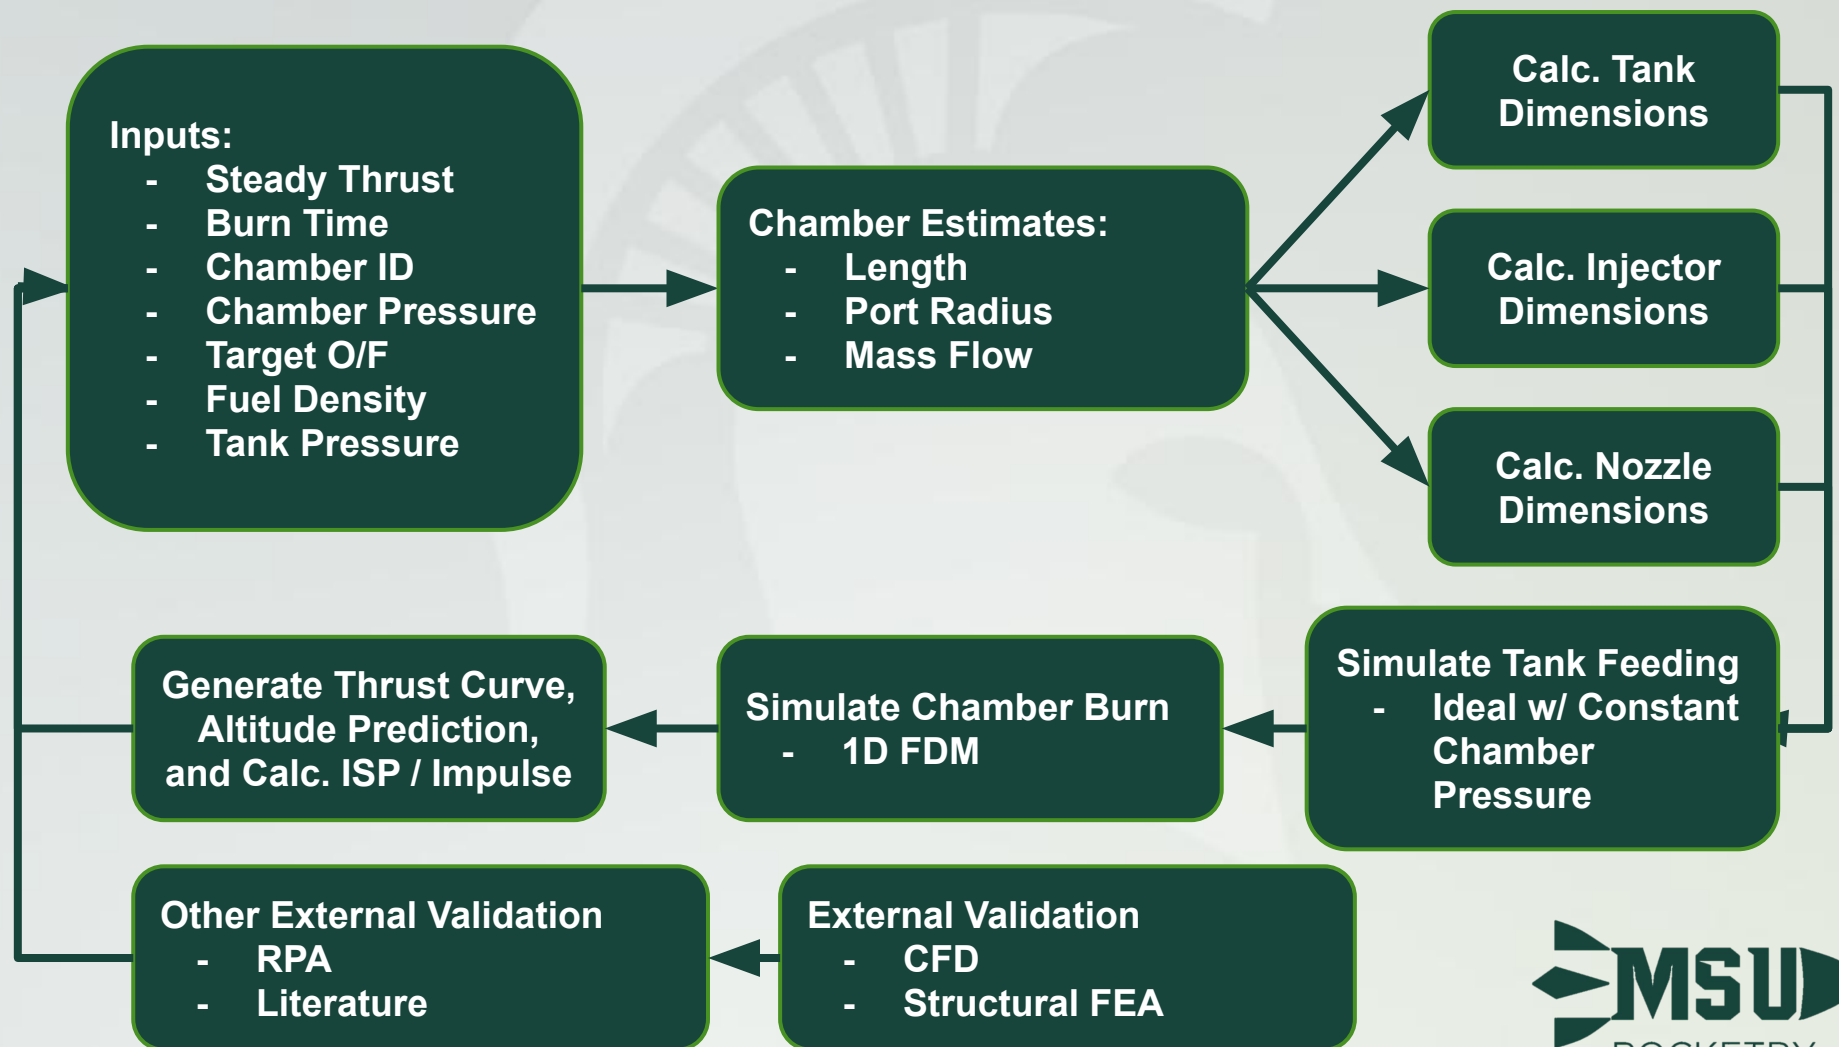 Inputs:
- Steady Thrust
- Burn Time
- Chamber ID
- Chamber Pressure
- Target O/F
- Fuel Density
- Tank Pressure
Chamber Estimates:
- Length
- Port Radius
- Mass Flow
Calc. Tank
Dimensions
Calc. Injector
Dimensions
Calc. Nozzle
Dimensions
Simulate Tank Feeding
- Ideal w/ Constant
Chamber
Pressure
Simulate Chamber Burn
- 1D FDM
Generate Thrust Curve,
Altitude Prediction,
and Calc. ISP / Impulse
External Validation
- CFD
- Structural FEA
Other External Validation
- RPA
- Literature
MSU
ROCKETRY